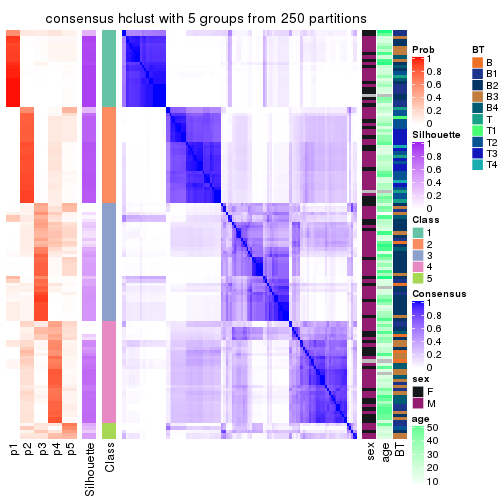 consensus hclust with 5 groups from 250 partitions
p1
p2
p3
p4
p5
Silhouette
Class
sex
age
BT
Prob
1
0.8
0.6
0.4
0.2
0
Silhouette
1
0.8
0.6
0.4
0.2
0
Class
1
2
3
4
5
Consensus
1
0.8
0.6
0.4
0.2
0
sex
F
M
age
50
40
30
20
10
BT
B
B1
B2
B3
B4
T
T1
T2
T3
T4